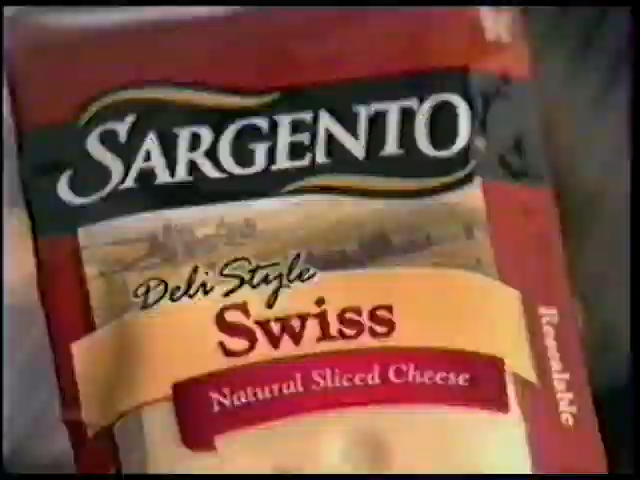 SARGENTO
Deli Style
Swiss
Natural Sliced Cheese
Resealable